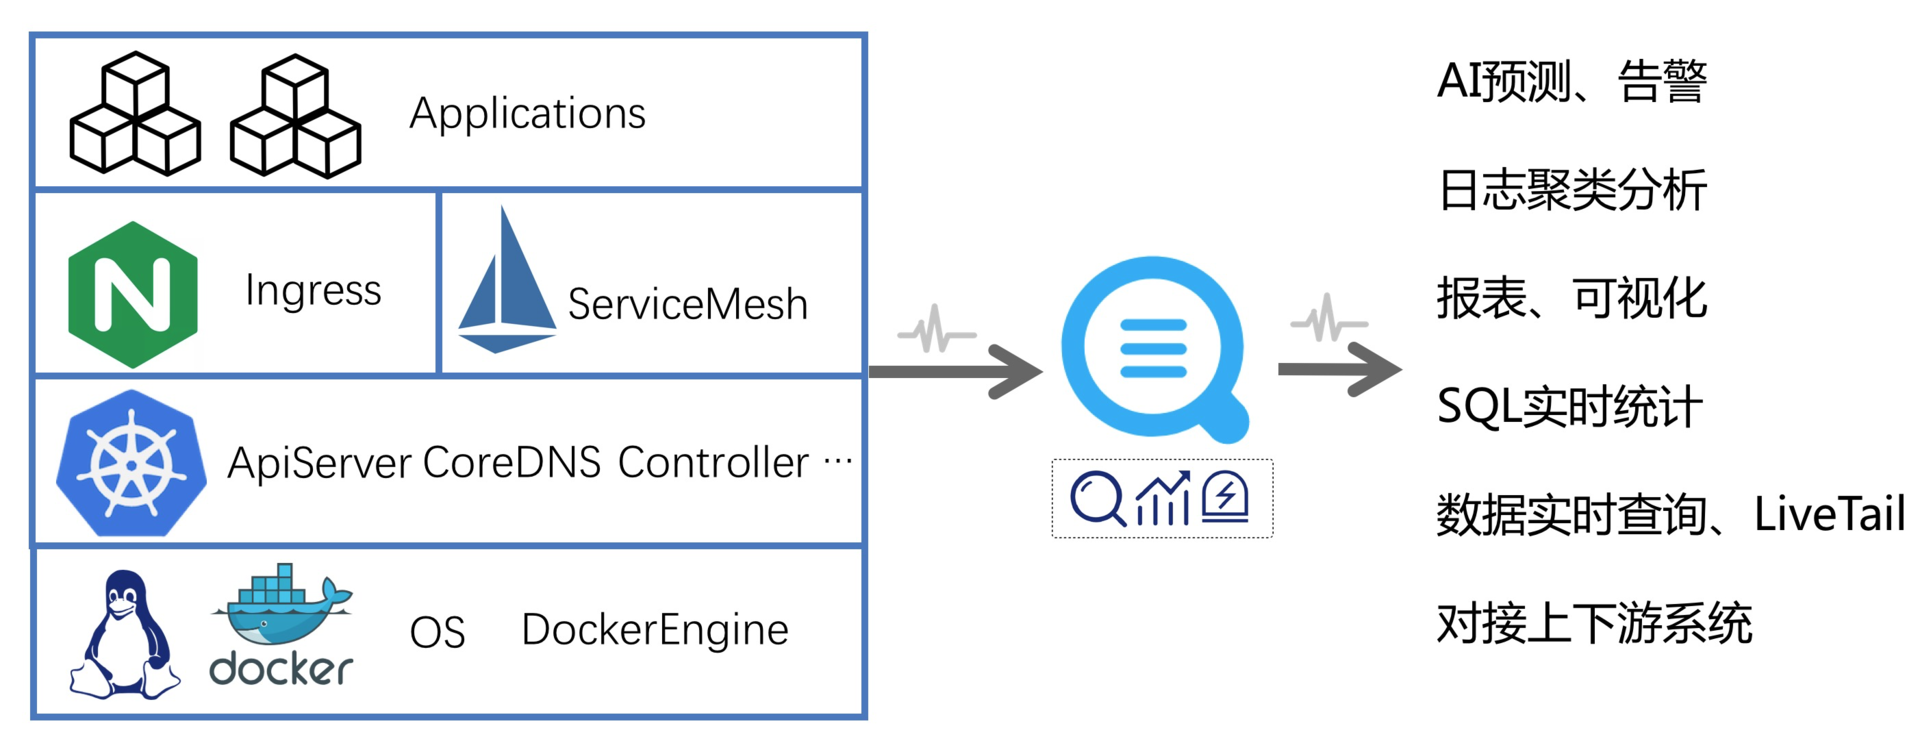 Applications
Ingress
ServiceMesh
ApiServer CoreDNS Controller ···
docker
OS DockerEngine
AI预测、告警
日志聚类分析
报表、可视化
SQL实时统计
数据实时查询、LiveTail
对接上下游系统